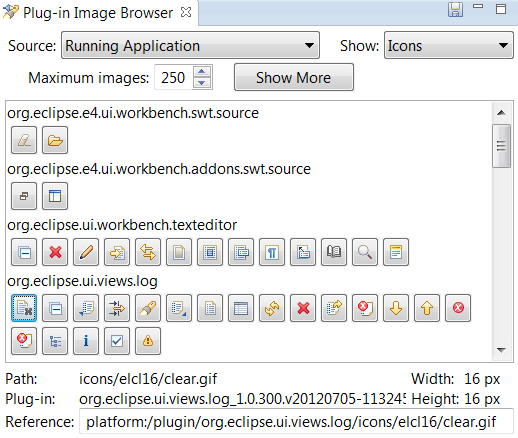 Plug-in Image Browser
Source: Running Application Show: Icons
Maximum images: 250 Show More
org.eclipse.e4.ui.workbench.swt.source
org.eclipse.e4.ui.workbench.addons.swt.source
org.eclipse.ui.workbench.texteditor
org.eclipse.ui.views.log
Path: icons/elcl16/clear.gif Width: 16 px
Plug-in: org.eclipse.ui.views.log_1.0.300.v20120705-113245 Height: 16 px
Reference: platform:/plugin/org.eclipse.ui.views.log/icons/elcl16/clear.gif